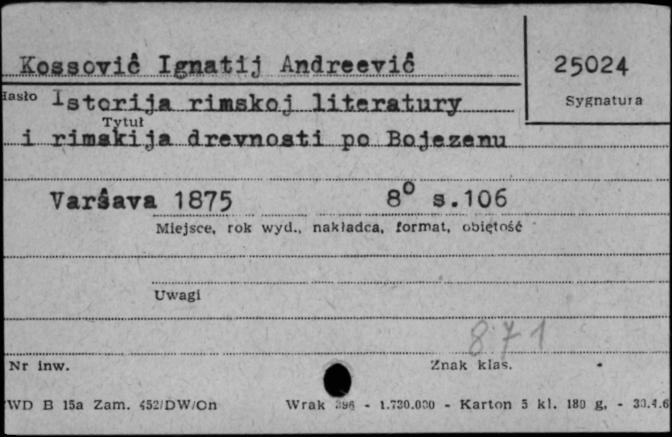 Kossovič Ignatij Andreevič
25024
Hasło Istorija rimskoj literatury
Sygnatura
Tytuł
i rimskija drevnosti po Bojezenu
Varšava 1875 8° s.106
Miejsce, rok wyd., nakładca, format, objętość
Uwagi
871
Nr inw. Znak klas.
WD B 15a Zam. 452/DW/On Wrak 396 - 1.730.000 - Karton 5 kl. 180 g. - 30.4.6